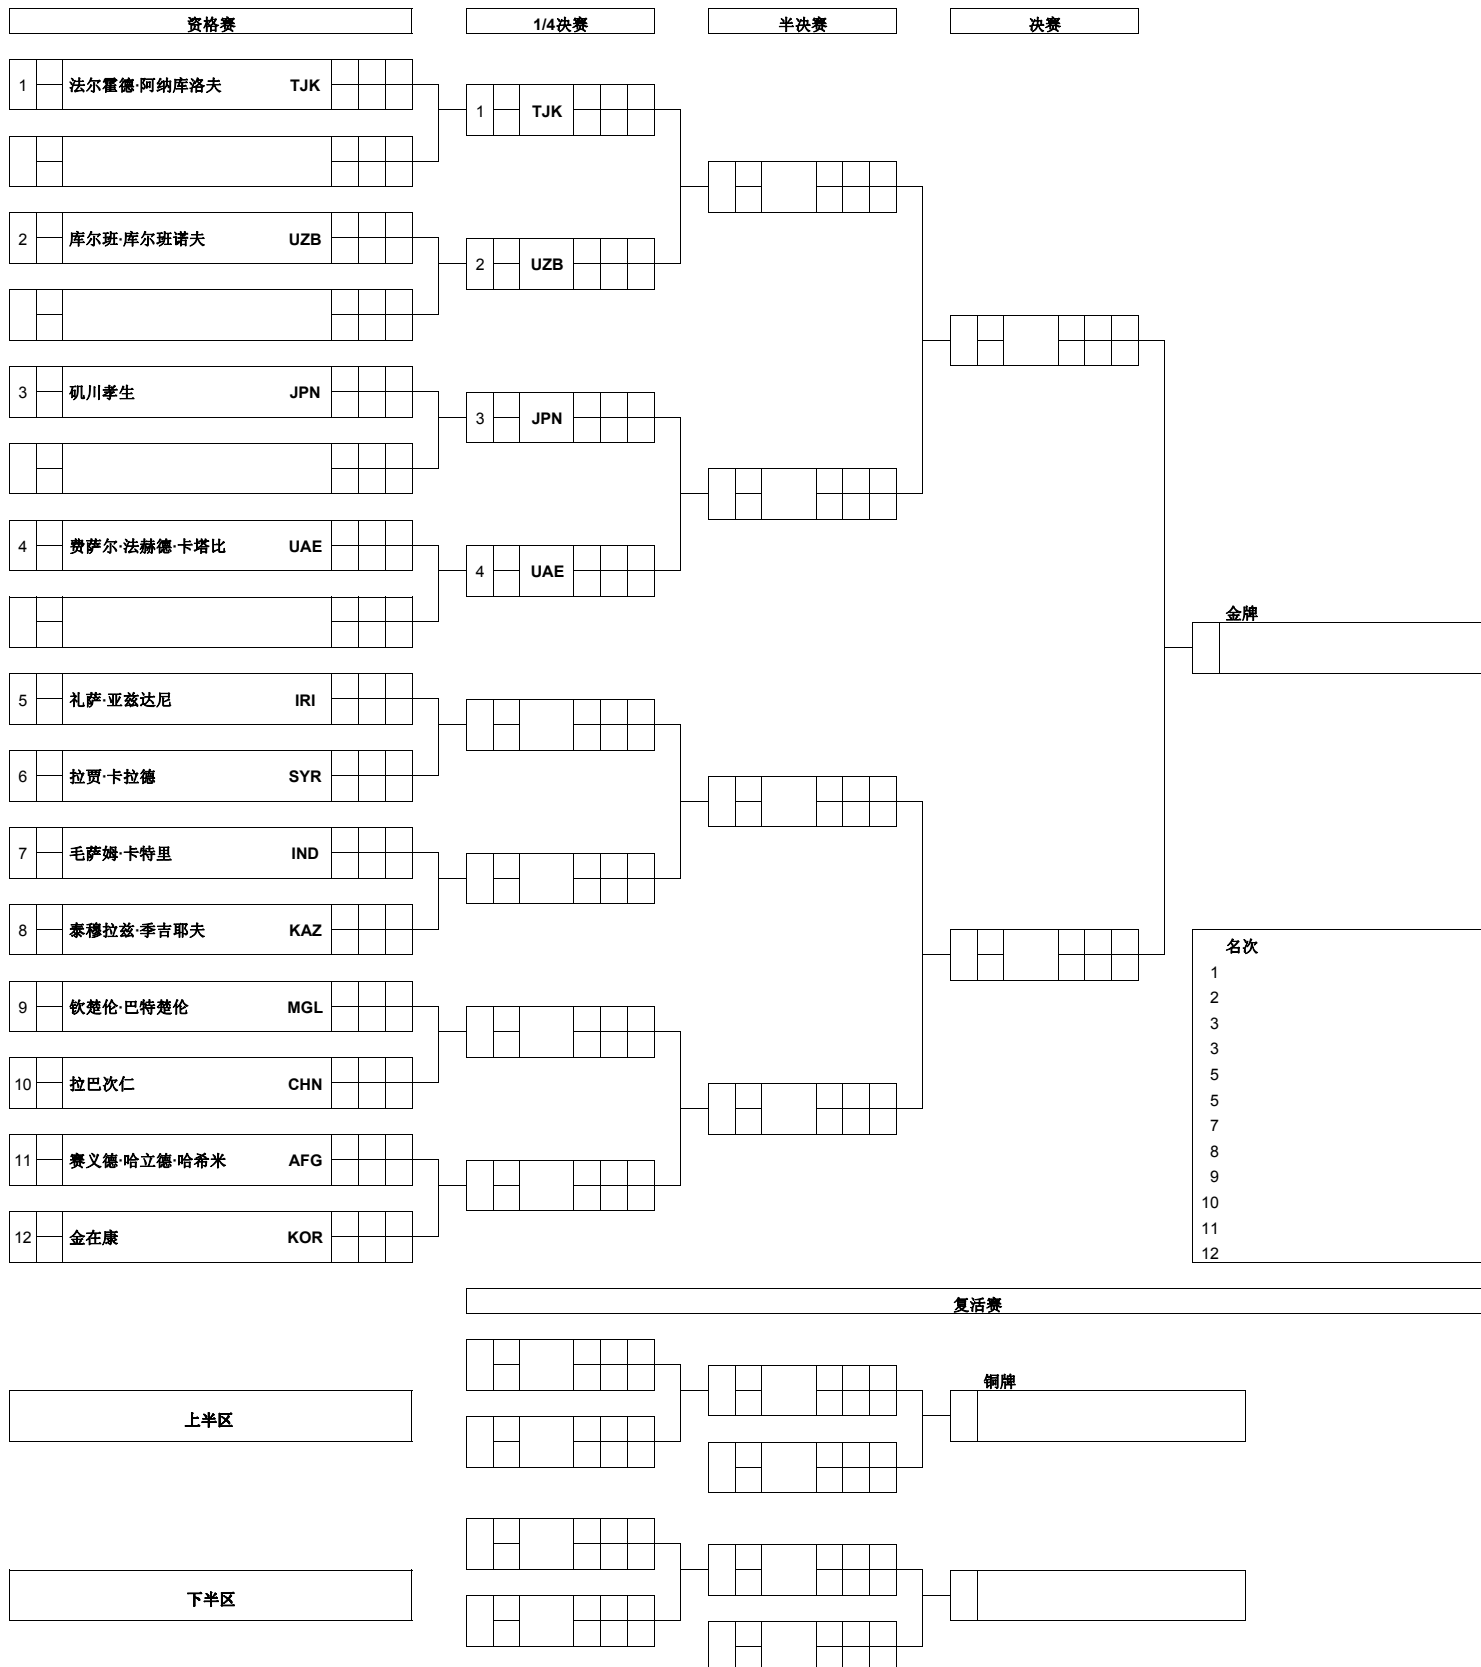 资格赛 1/4决赛 半决赛 决赛
1 法尔霍德·阿纳库洛夫 TJK
1 TJK
2 库尔班·库尔班诺夫 UZB
2 UZB
3 矶川孝生 JPN
3 JPN
4 费萨尔·法赫德·卡塔比 UAE
4 UAE
金牌
5 礼萨·亚兹达尼 IRI
6 拉贾·卡拉德 SYR
7 毛萨姆·卡特里 IND
8 泰穆拉兹·季吉耶夫 KAZ
9 钦楚伦·巴特楚伦 MGL
10 拉巴次仁 CHN
11 赛义德·哈立德·哈希米 AFG
12 金在康 KOR
名次
1
2
3
3
5
5
7
8
9
10
11
12
复活赛
铜牌
上半区
下半区